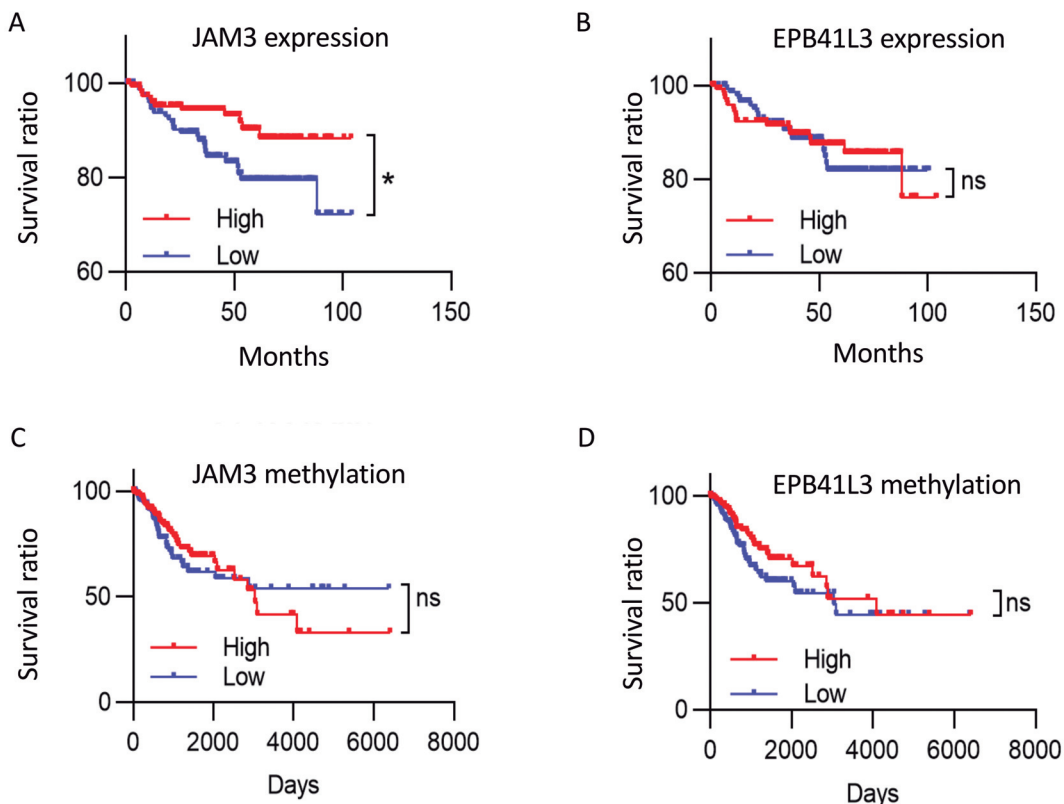 A
JAM3 expression
Survival ratio
100
80
60
High
Low
*
0
50
100
150
Months
B
EPB41L3 expression
Survival ratio
100
80
60
High
Low
ns
0
50
100
150
Months
C
JAM3 methylation
Survival ratio
100
50
0
High
Low
ns
0
2000
4000
6000
8000
Days
D
EPB41L3 methylation
Survival ratio
100
50
0
High
Low
ns
0
2000
4000
6000
8000
Days